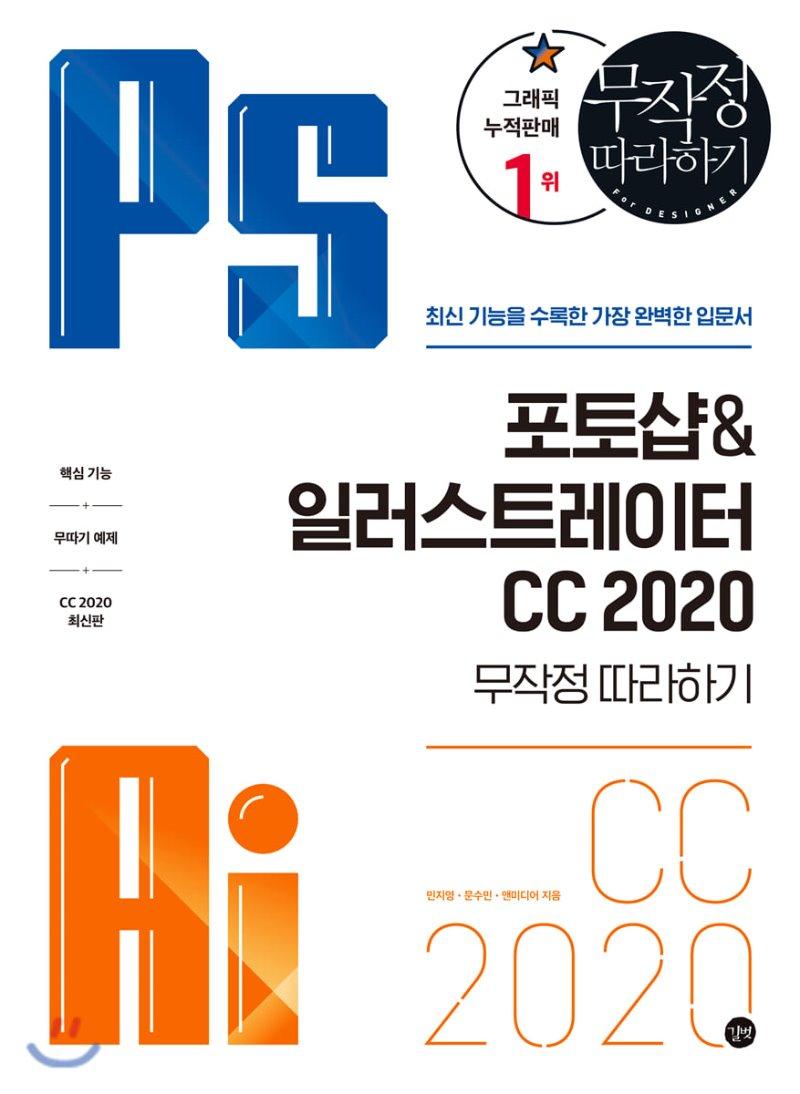 Ps
그래픽
누적판매
1위
무작정
따라하기
For DESIGNER
최신 기능을 수록한 가장 완벽한 입문서
포토샵&
일러스트레이터
CC 2020
무작정 따라하기
핵심 기능
+
무따기 예제
+
CC 2020
최신판
Ai
CC
민지영・문수민・앤미디어 지음
2020
길벗